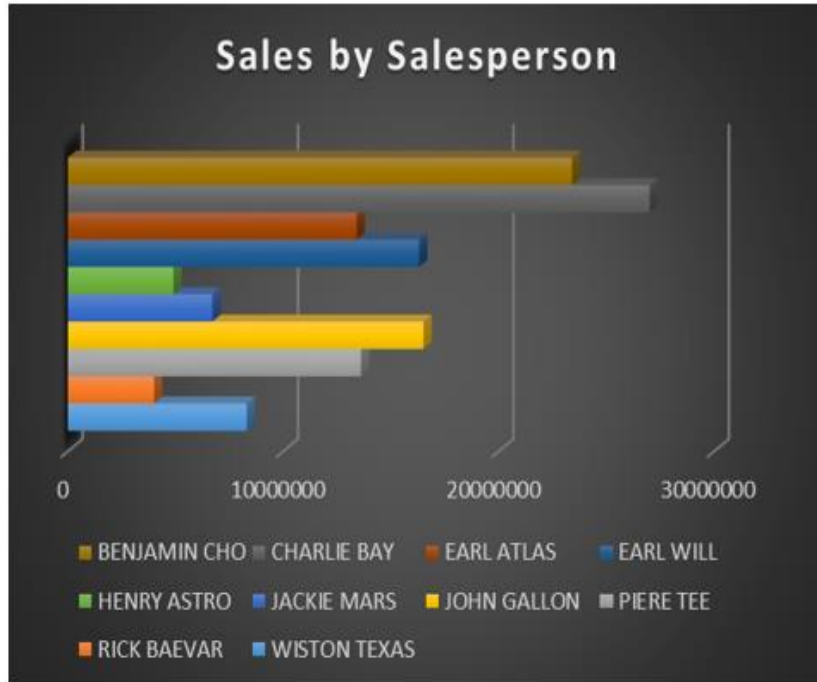 Sales by Salesperson
0 10000000 20000000 30000000
BENJAMIN CHO CHARLIE BAY EARL ATLAS EARL WILL
HENRY ASTRO JACKIE MARS JOHN GALLON PIERE TEE
RICK BAEVAR WISTON TEXAS